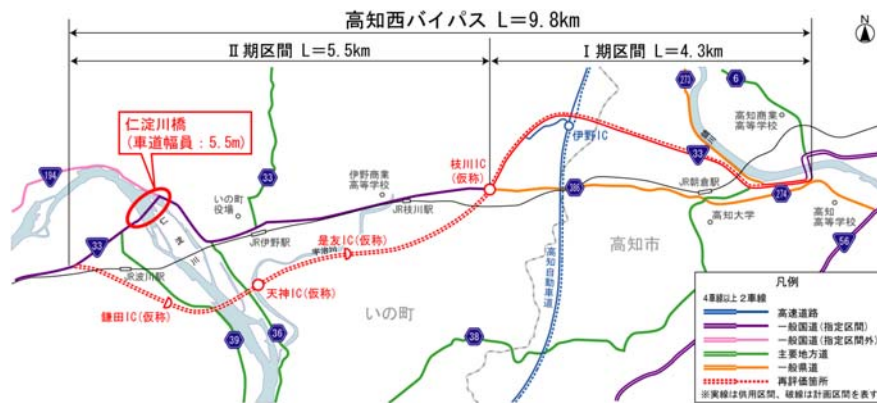 高知西バイパス L=9.8km
Ⅱ期区間 L=5.5km
Ⅰ期区間 L=4.3km
N
仁淀川橋
(車道幅員：5.5m)
194
33
いの町
役場
伊野商業
高等学校
枝川IC
(仮称)
伊野IC
273
6
高知商業
高等学校
33
JR朝倉駅
386
274
高知大学
高知
高等学校
56
仁淀川
JR伊野駅
JR枝川駅
是友IC(仮称)
33
JR波川駅
天神IC(仮称)
鎌田IC(仮称)
39
36
いの町
38
高知自動車道
高知市
凡例
4車線以上 2車線
高速道路
一般国道(指定区間)
一般国道(指定区間外)
主要地方道
一般県道
再評価箇所
※実線は供用区間、破線は計画区間を表す